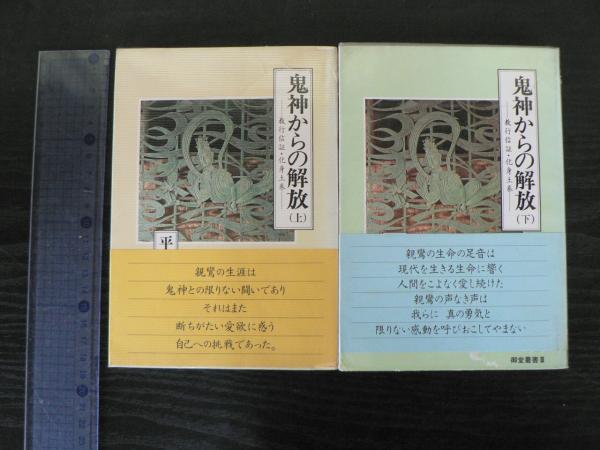 鬼神からの解放
(上)
教行信証・化身土巻
平
親鸞の生涯は
鬼神との限りない闘いであり
それはまた
断ちがたい愛欲に惑う
自己への挑戦であった。
鬼神からの解放
(下)
教行信証・化身土巻
親鸞の生命の足音は
現代を生きる生命に響く
人間をこよなく愛し続けた
親鸞の声なき声は
我らに 真の勇気と
限りない感動を呼びおこしてやまない
御堂叢書Ⅱ